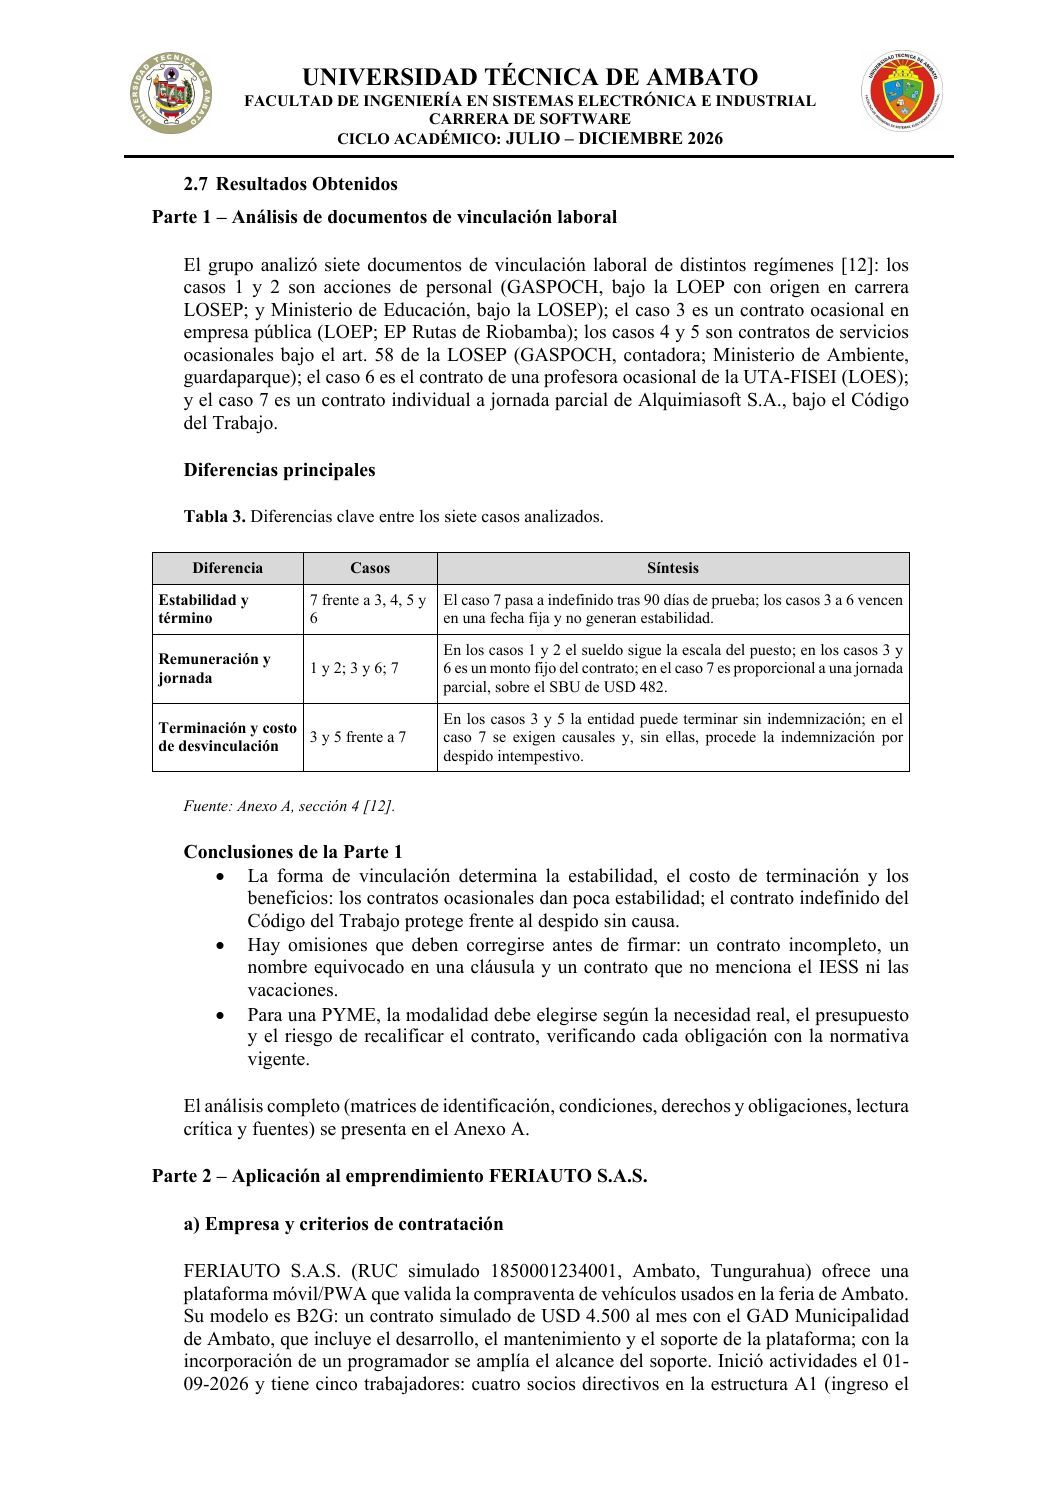 UNIVERSIDAD TÉCNICA DE AMBATO
FACULTAD DE INGENIERÍA EN SISTEMAS ELECTRÓNICA E INDUSTRIAL
CARRERA DE SOFTWARE
CICLO ACADÉMICO: JULIO – DICIEMBRE 2026
2.7 Resultados Obtenidos
Parte 1 – Análisis de documentos de vinculación laboral
El grupo analizó siete documentos de vinculación laboral de distintos regímenes [12]: los
casos 1 y 2 son acciones de personal (GASPOCH, bajo la LOEP con origen en carrera
LOSEP; y Ministerio de Educación, bajo la LOSEP); el caso 3 es un contrato ocasional en
empresa pública (LOEP; EP Rutas de Riobamba); los casos 4 y 5 son contratos de servicios
ocasionales bajo el art. 58 de la LOSEP (GASPOCH, contadora; Ministerio de Ambiente,
guardaparque); el caso 6 es el contrato de una profesora ocasional de la UTA-FISEI (LOES);
y el caso 7 es un contrato individual a jornada parcial de Alquimiasoft S.A., bajo el Código
del Trabajo.
Diferencias principales
Tabla 3. Diferencias clave entre los siete casos analizados.
Diferencia Casos Síntesis
Estabilidad y término
7 frente a 3, 4, 5 y 6
El caso 7 pasa a indefinido tras 90 días de prueba; los casos 3 a 6 vencen
en una fecha fija y no generan estabilidad.
Remuneración y jornada
1 y 2; 3 y 6; 7
En los casos 1 y 2 el sueldo sigue la escala del puesto; en los casos 3 y
6 es un monto fijo del contrato; en el caso 7 es proporcional a una jornada
parcial, sobre el SBU de USD 482.
Terminación y costo de desvinculación
3 y 5 frente a 7
En los casos 3 y 5 la entidad puede terminar sin indemnización; en el
caso 7 se exigen causales y, sin ellas, procede la indemnización por
despido intempestivo.
Fuente: Anexo A, sección 4 [12].
Conclusiones de la Parte 1
• La forma de vinculación determina la estabilidad, el costo de terminación y los
beneficios: los contratos ocasionales dan poca estabilidad; el contrato indefinido del
Código del Trabajo protege frente al despido sin causa.
• Hay omisiones que deben corregirse antes de firmar: un contrato incompleto, un
nombre equivocado en una cláusula y un contrato que no menciona el IESS ni las
vacaciones.
• Para una PYME, la modalidad debe elegirse según la necesidad real, el presupuesto
y el riesgo de recalificar el contrato, verificando cada obligación con la normativa
vigente.
El análisis completo (matrices de identificación, condiciones, derechos y obligaciones, lectura
crítica y fuentes) se presenta en el Anexo A.
Parte 2 – Aplicación al emprendimiento FERIAUTO S.A.S.
a) Empresa y criterios de contratación
FERIAUTO S.A.S. (RUC simulado 1850001234001, Ambato, Tungurahua) ofrece una
plataforma móvil/PWA que valida la compraventa de vehículos usados en la feria de Ambato.
Su modelo es B2G: un contrato simulado de USD 4.500 al mes con el GAD Municipalidad
de Ambato, que incluye el desarrollo, el mantenimiento y el soporte de la plataforma; con la
incorporación de un programador se amplía el alcance del soporte. Inició actividades el 01-
09-2026 y tiene cinco trabajadores: cuatro socios directivos en la estructura A1 (ingreso el